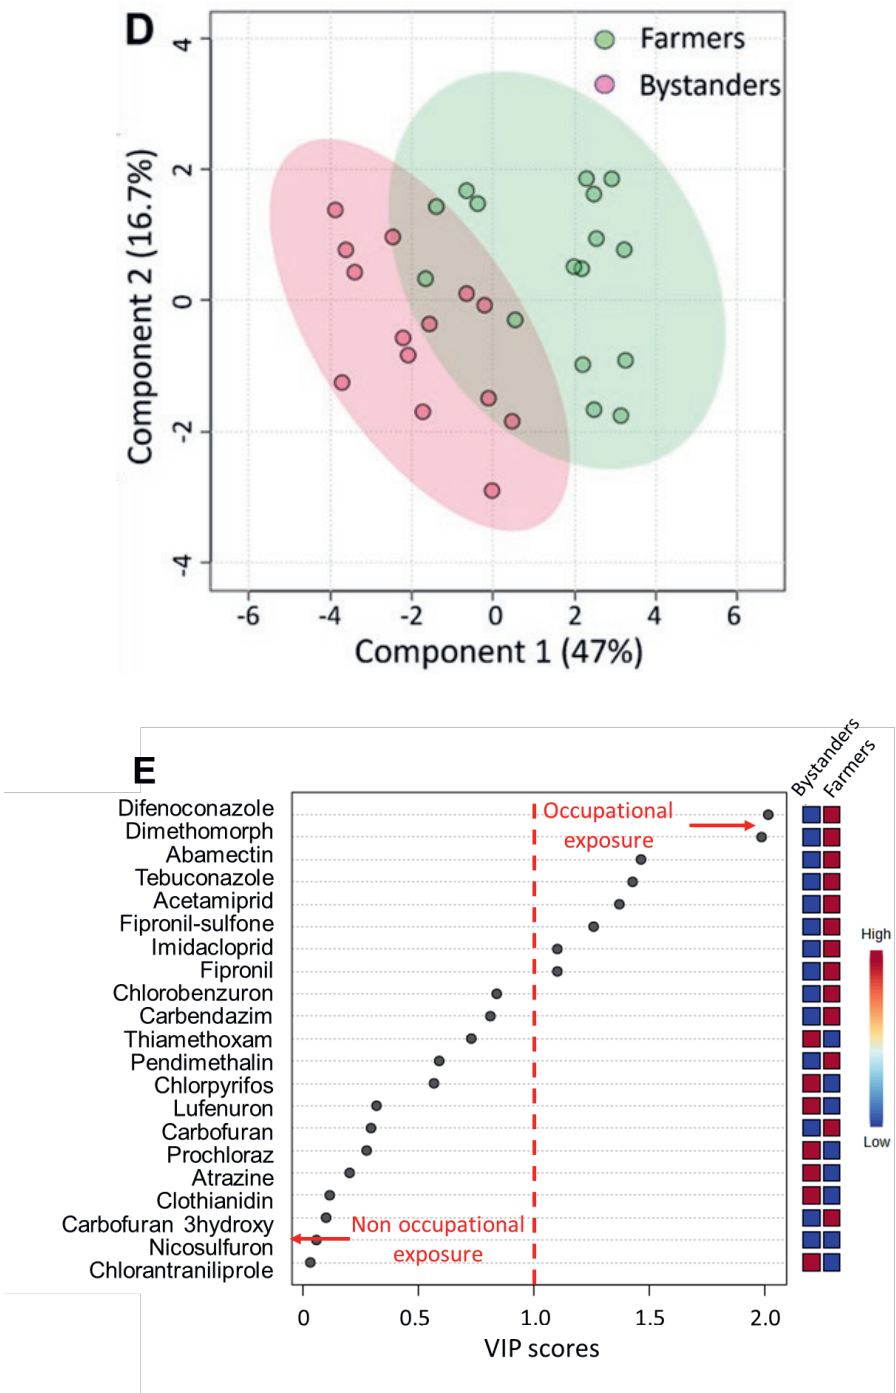 D
Farmers
Bystanders
4
2
0
-2
-4
Component 2 (16.7%)
-6
-4
-2
0
2
4
6
Component 1 (47%)
E
Bystanders
Farmers
Difenoconazole
Dimethomorph
Abamectin
Tebuconazole
Acetamiprid
Fipronil-sulfone
Imidacloprid
Fipronil
Chlorobenzuron
Carbendazim
Thiamethoxam
Pendimethalin
Chlorpyrifos
Lufenuron
Carbofuran
Prochloraz
Atrazine
Clothianidin
Carbofuran 3hydroxy
Nicosulfuron
Chlorantraniliprole
Occupational
exposure
Non occupational
exposure
High
Low
0
0.5
1.0
1.5
2.0
VIP scores